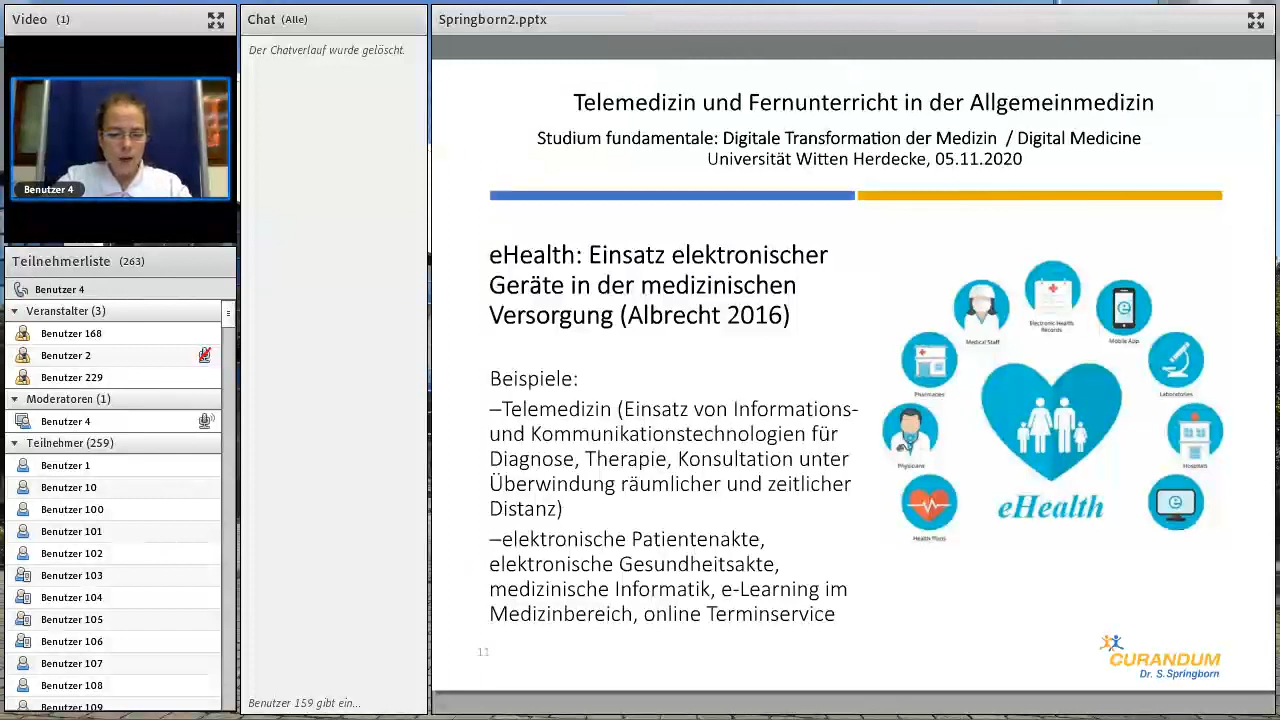 Video (1)
Benutzer 4
Teilnehmerliste (263)
Benutzer 4
Veranstalter (3)
Benutzer 168
Benutzer 2
Benutzer 229
Moderatoren (1)
Benutzer 4
Teilnehmer (259)
Benutzer 1
Benutzer 10
Benutzer 100
Benutzer 101
Benutzer 102
Benutzer 103
Benutzer 104
Benutzer 105
Benutzer 106
Benutzer 107
Benutzer 108
Benutzer 109
Chat (Alle)
Der Chatverlauf wurde gelöscht.
Benutzer 159 gibt ein...
Springborn2.pptx
Telemedizin und Fernunterricht in der Allgemeinmedizin
Studium fundamentale: Digitale Transformation der Medizin / Digital Medicine
Universität Witten Herdecke, 05.11.2020
eHealth: Einsatz elektronischer
Geräte in der medizinischen
Versorgung (Albrecht 2016)
Beispiele:
–Telemedizin (Einsatz von Informations-
und Kommunikationstechnologien für
Diagnose, Therapie, Konsultation unter
Überwindung räumlicher und zeitlicher
Distanz)
–elektronische Patientenakte,
elektronische Gesundheitsakte,
medizinische Informatik, e-Learning im
Medizinbereich, online Terminservice
Electronic Health
Records
Medical Staff
Mobile App
Pharmacies
Laboratories
Physicians
Hospitals
Health Plans
eHealth
11
CURANDUM
Dr. S.Springborn